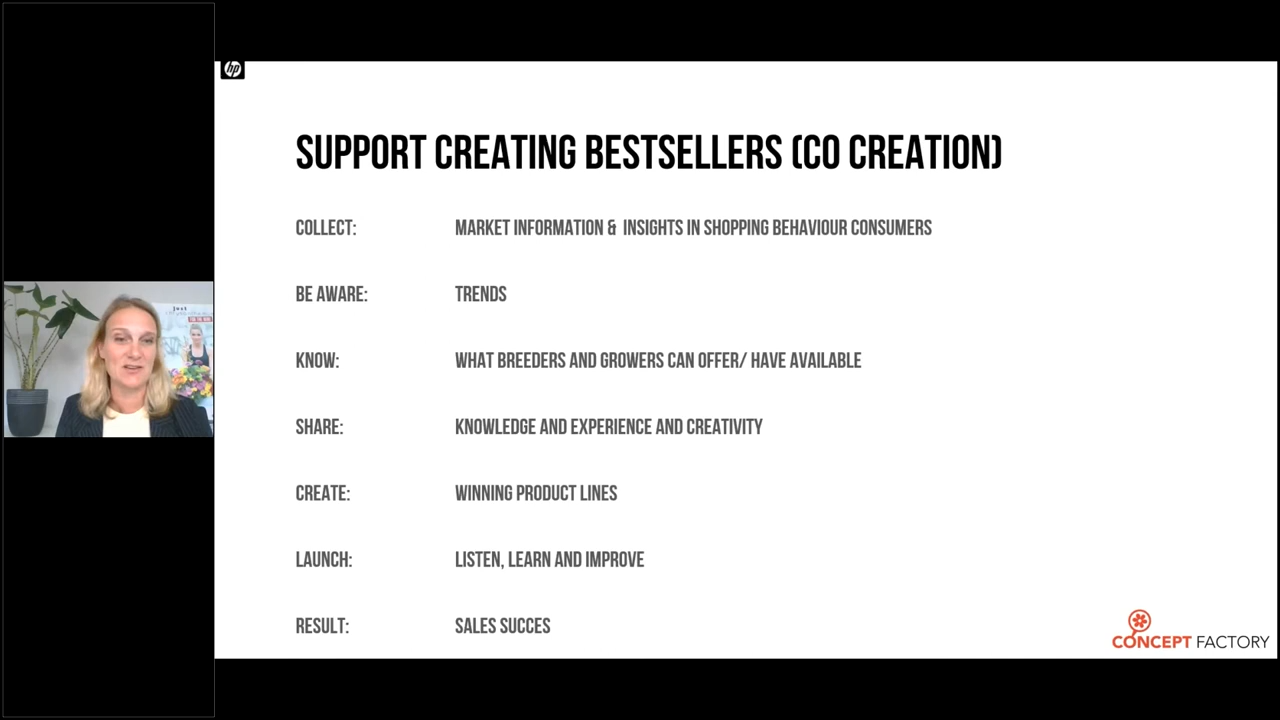 hp
SUPPORT CREATING BESTSELLERS (CO CREATION)
COLLECT: MARKET INFORMATION & INSIGHTS IN SHOPPING BEHAVIOUR CONSUMERS
BE AWARE: TRENDS
KNOW: WHAT BREEDERS AND GROWERS CAN OFFER/ HAVE AVAILABLE
SHARE: KNOWLEDGE AND EXPERIENCE AND CREATIVITY
CREATE: WINNING PRODUCT LINES
LAUNCH: LISTEN, LEARN AND IMPROVE
RESULT: SALES SUCCES
CONCEPT FACTORY
just